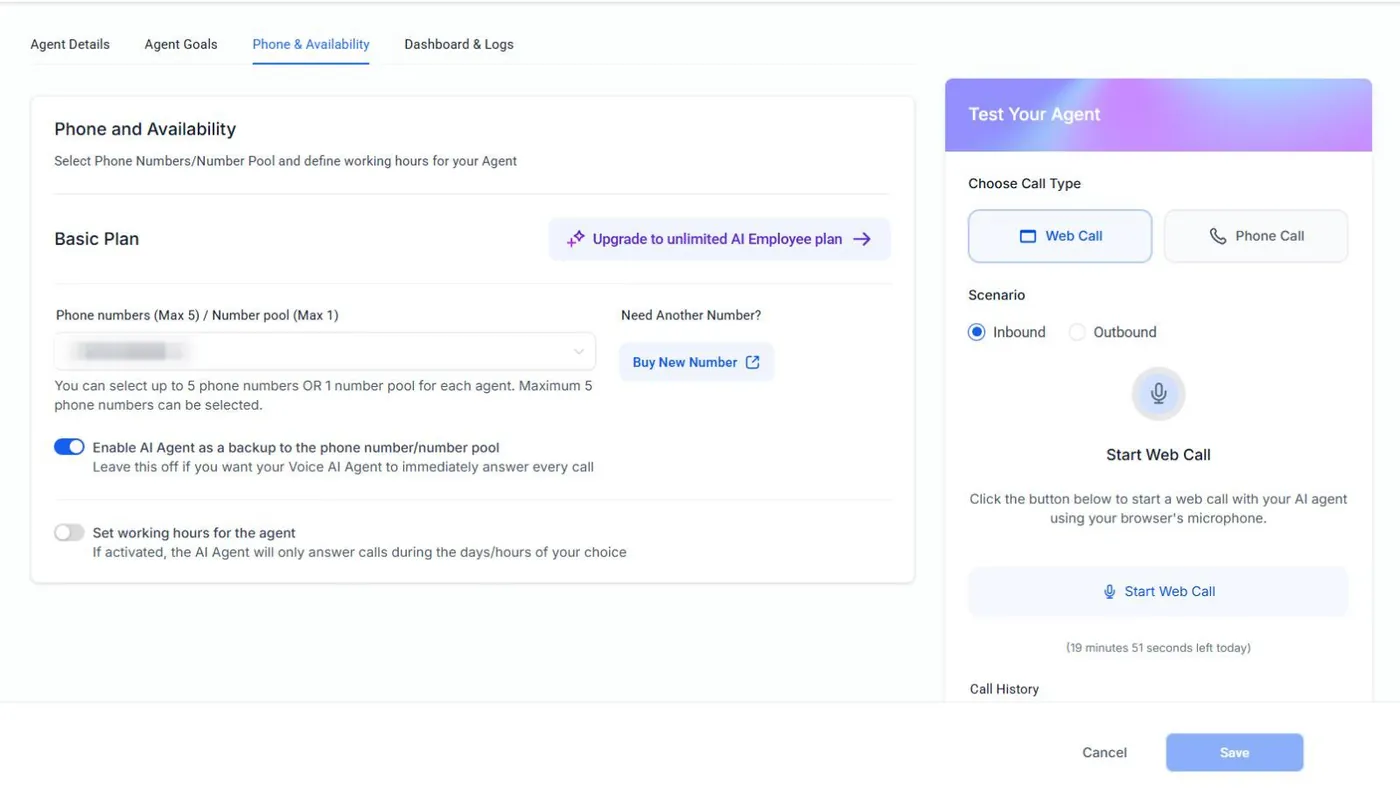 Agent Details
Agent Goals
Phone & Availability
Dashboard & Logs
Phone and Availability
Select Phone Numbers/Number Pool and define working hours for your Agent
Basic Plan
Upgrade to unlimited AI Employee plan
Phone numbers (Max 5) / Number pool (Max 1)
Need Another Number?
Buy New Number
You can select up to 5 phone numbers OR 1 number pool for each agent. Maximum 5
phone numbers can be selected.
Enable AI Agent as a backup to the phone number/number pool
Leave this off if you want your Voice AI Agent to immediately answer every call
Set working hours for the agent
If activated, the AI Agent will only answer calls during the days/hours of your choice
Test Your Agent
Choose Call Type
Web Call
Phone Call
Scenario
Inbound
Outbound
Start Web Call
Click the button below to start a web call with your AI agent
using your browser's microphone.
Start Web Call
(19 minutes 51 seconds left today)
Call History
Cancel
Save